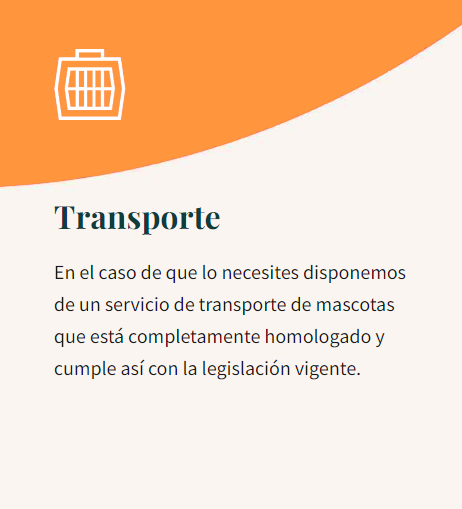 Transporte
En el caso de que lo necesites disponemos
de un servicio de transporte de mascotas
que está completamente homologado y
cumple así con la legislación vigente.